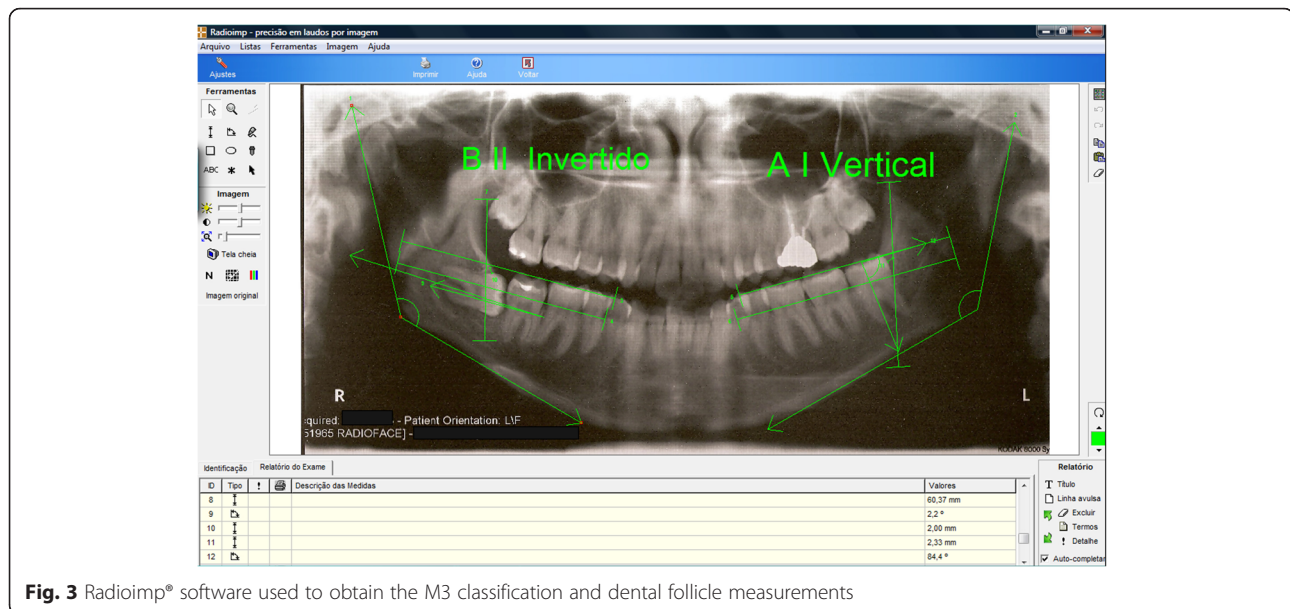 Radioimp - precisão em laudos por imagem
Arquivo Listas Ferramentas Imagem Ajuda
Ajustes Imprimir Ajuda Voltar
Ferramentas
ABC
Imagem
Tela cheia
N
Imagem original
B II Invertido
A I Vertical
R
L
quired: - Patient Orientation: L\F
51965 RADIOFACE] -
KODAK 8000 Sy
Identificação Relatório do Exame
ID Tipo ! Descrição das Medidas Valores
8 60,37 mm
9 2,2 º
10 2,00 mm
11 2,33 mm
12 84,4 º
Relatório
T Título
Linha avulsa
Excluir
Termos
! Detalhe
Auto-completar
Fig. 3 Radioimp® software used to obtain the M3 classification and dental follicle measurements